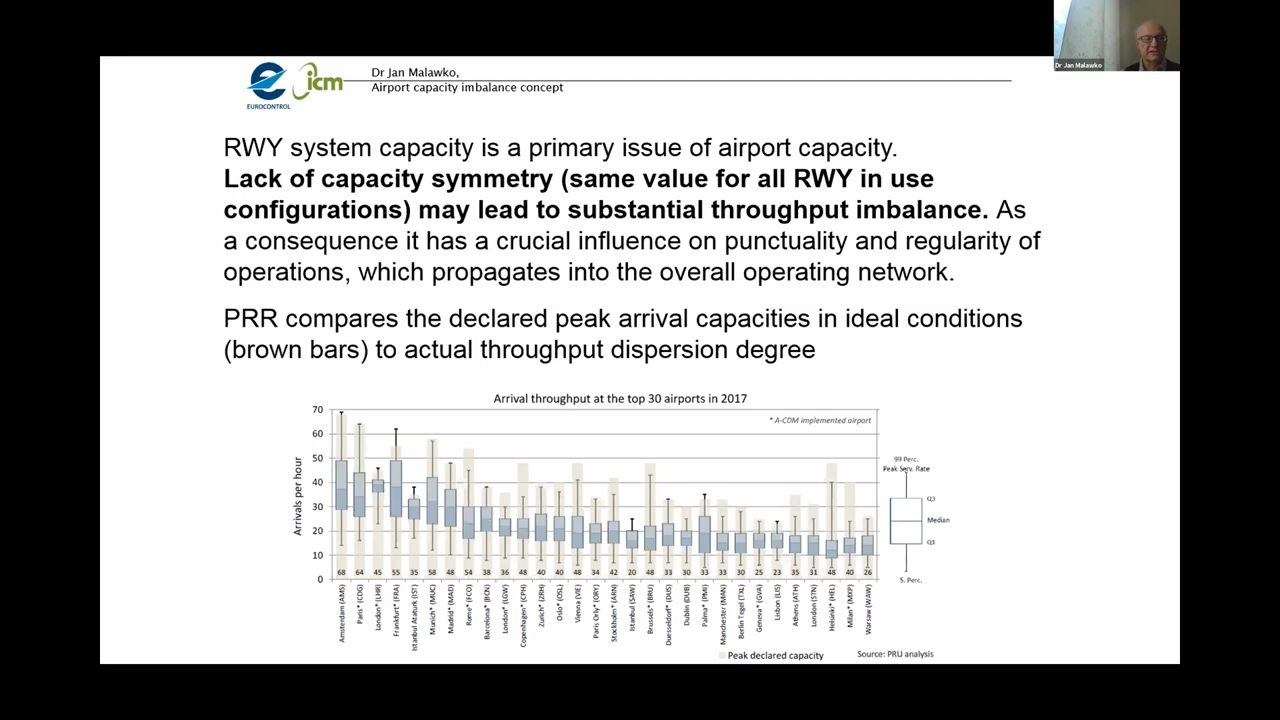 Dr Jan Malawko
EUROCONTROL
icm
Dr Jan Malawko,
Airport capacity imbalance concept
RWY system capacity is a primary issue of airport capacity.
Lack of capacity symmetry (same value for all RWY in use
configurations) may lead to substantial throughput imbalance. As
a consequence it has a crucial influence on punctuality and regularity of
operations, which propagates into the overall operating network.
PRR compares the declared peak arrival capacities in ideal conditions
(brown bars) to actual throughput dispersion degree
Arrival throughput at the top 30 airports in 2017
* A-CDM implemented airport
Arrivals per hour
70
60
50
40
30
20
10
0
68 64 45 55 35 58 48 54 38 36 48 40 40 48 34 42 20 48 33 30 33 33 30 25 23 35 31 48 40 26
Amsterdam (AMS)
Paris* (CDG)
London* (LHR)
Frankfurt* (FRA)
Istanbul Ataturk (IST)
Munich* (MUC)
Madrid* (MAD)
Rome* (FCO)
Barcelona* (BCN)
London* (LGW)
Copenhagen* (CPH)
Zurich* (ZRH)
Oslo* (OSL)
Vienna (VIE)
Paris Orly* (ORY)
Stockholm* (ARN)
Istanbul (SAW)
Brussels* (BRU)
Duesseldorf* (DUS)
Dublin (DUB)
Palma* (PMI)
Manchester (MAN)
Berlin Tegel (TXL)
Geneva* (GVA)
Lisbon (LIS)
Athens (ATH)
London (STN)
Helsinki* (HEL)
Milan* (MXP)
Warsaw (WAW)
99 Perc.
Peak Serv. Rate
Q3
Median
Q1
5. Perc.
Peak declared capacity
Source: PRU analysis